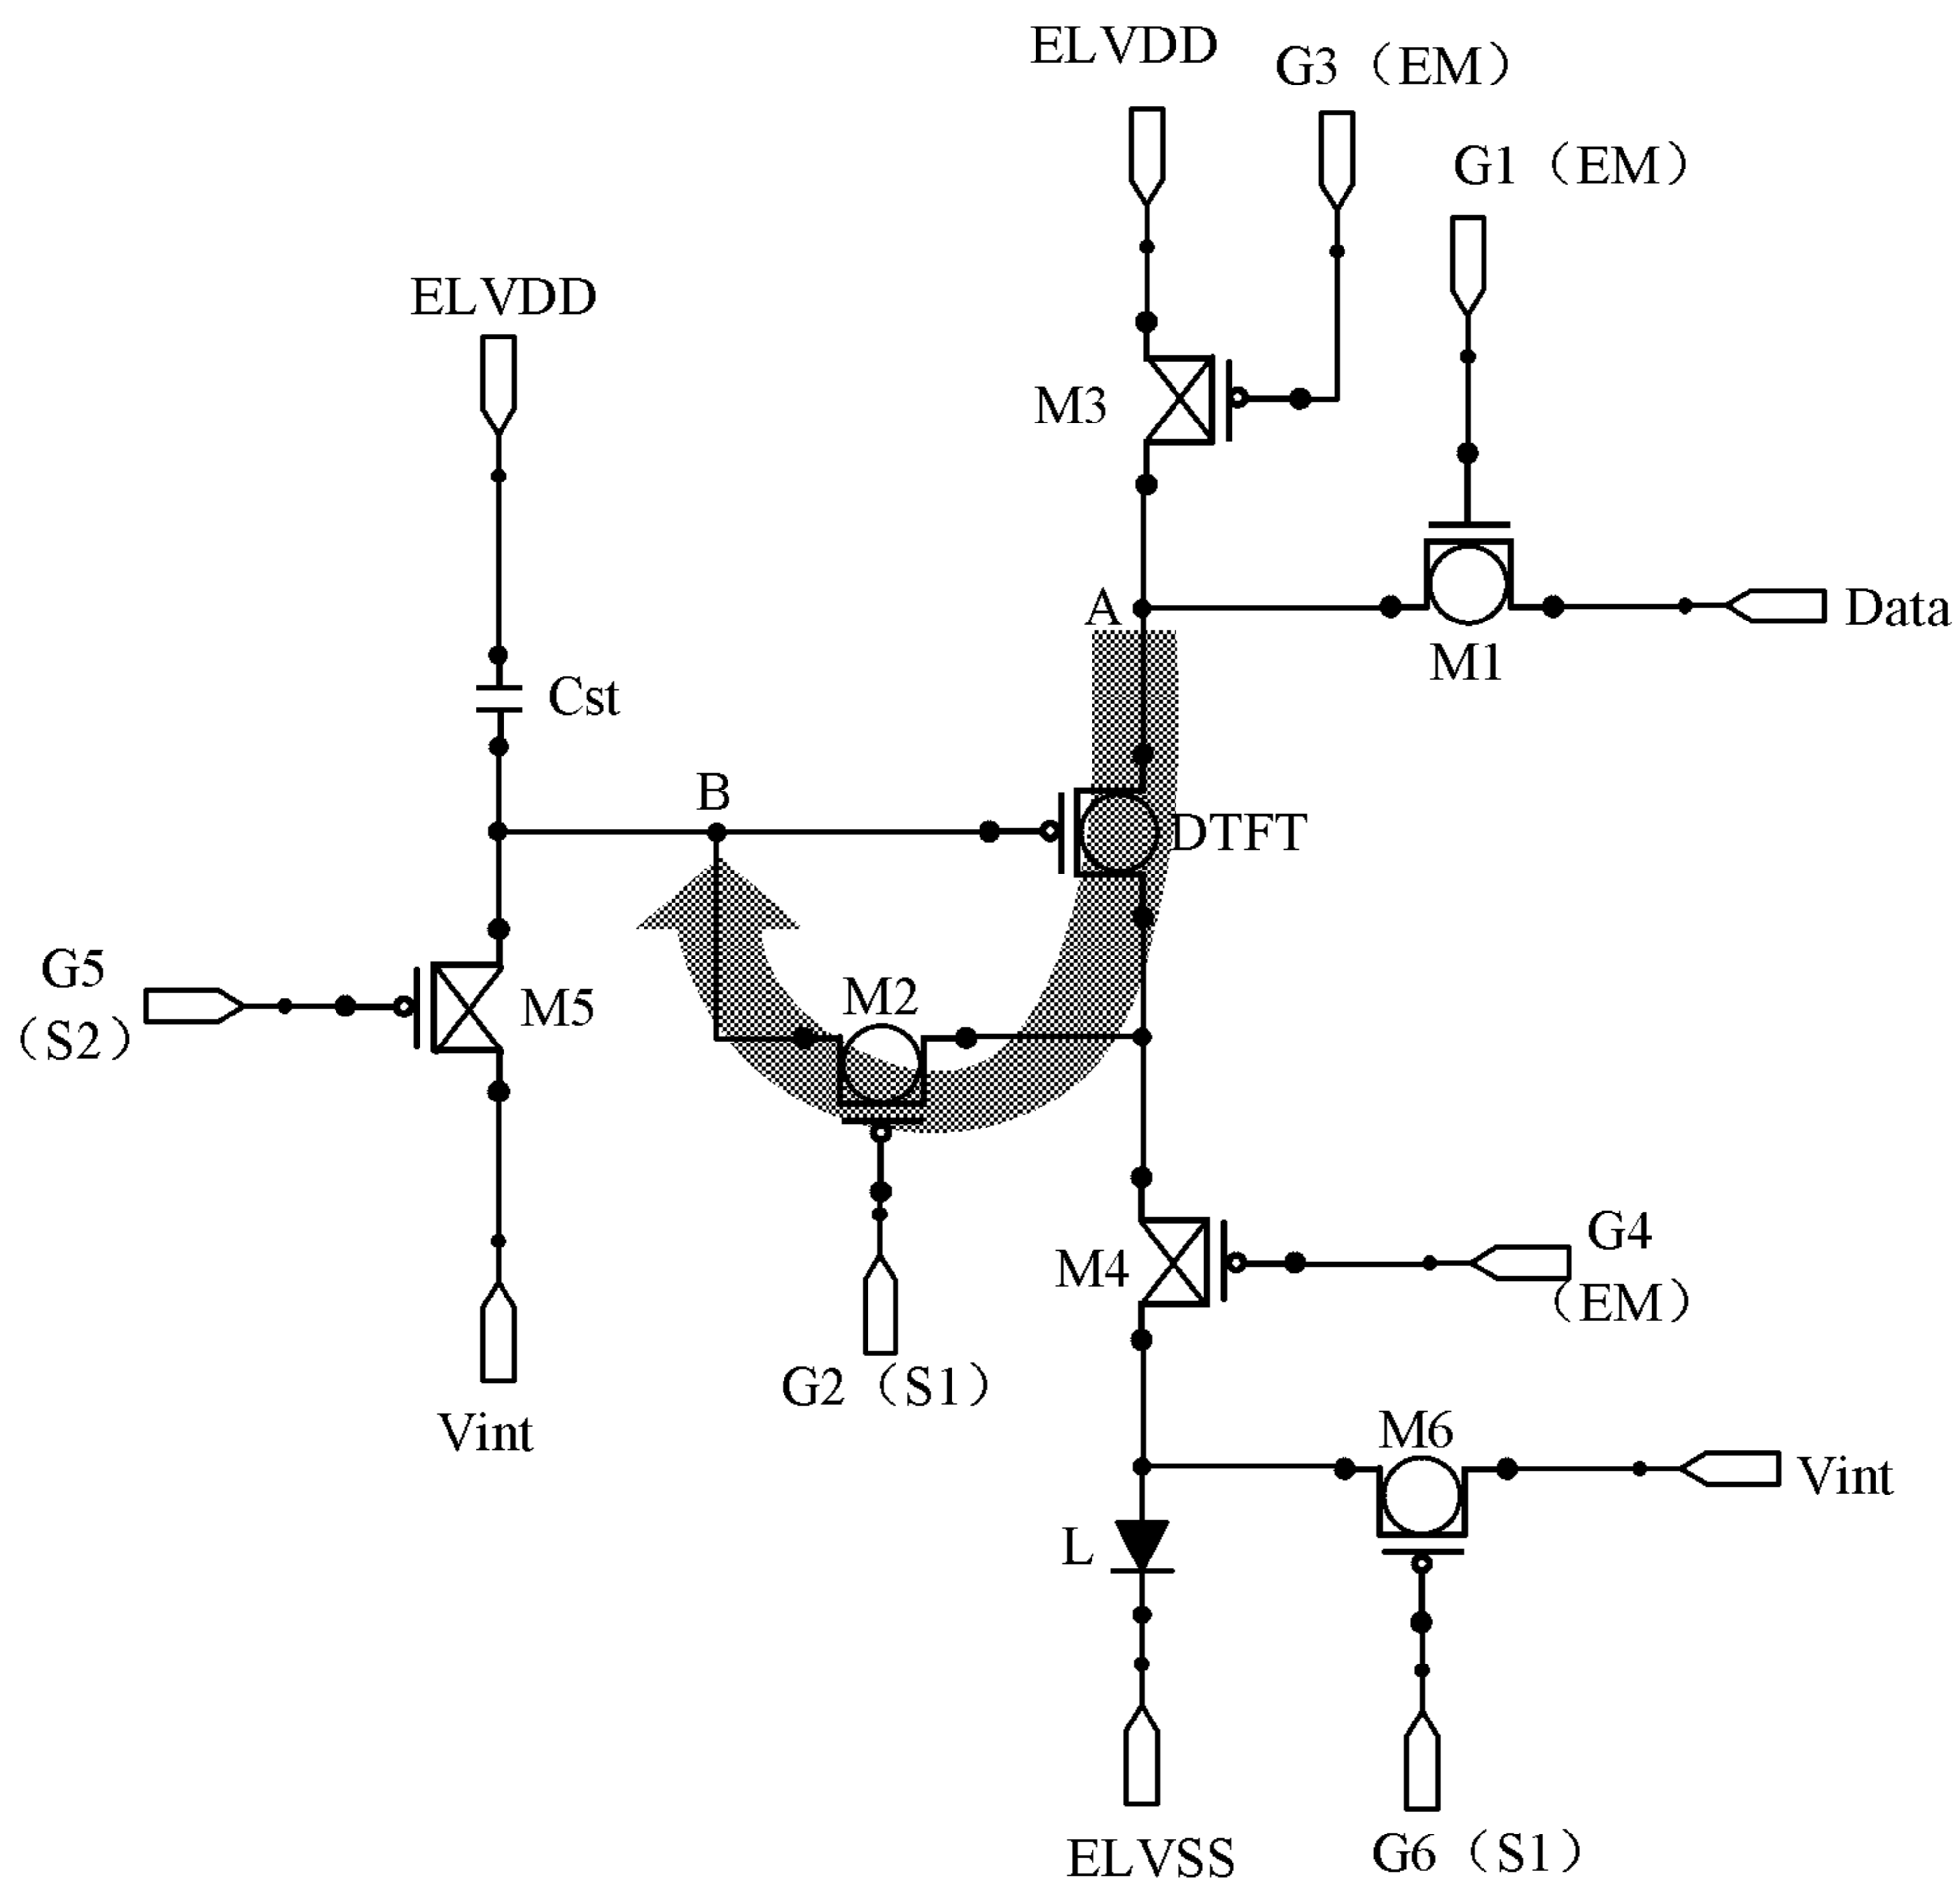 ELVDD
G3（EM）
G1（EM）
ELVDD
M3
A
Data
M1
Cst
B
DTFT
G5
（S2）
M5
M2
G4
（EM）
M4
G2（S1）
Vint
M6
Vint
L
ELVSS
G6（S1）